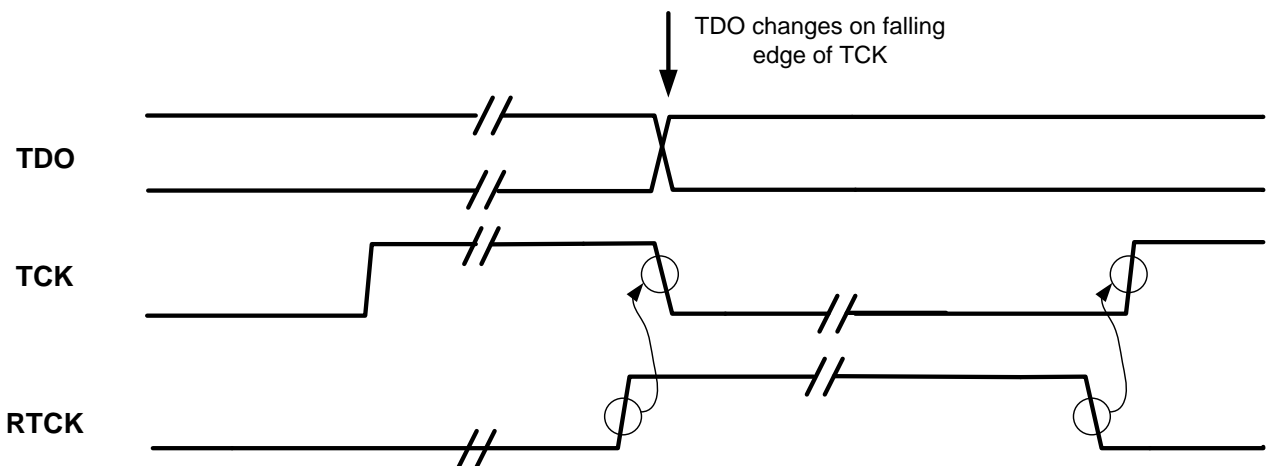 TDO changes on falling
edge of TCK
TDO
TCK
RTCK